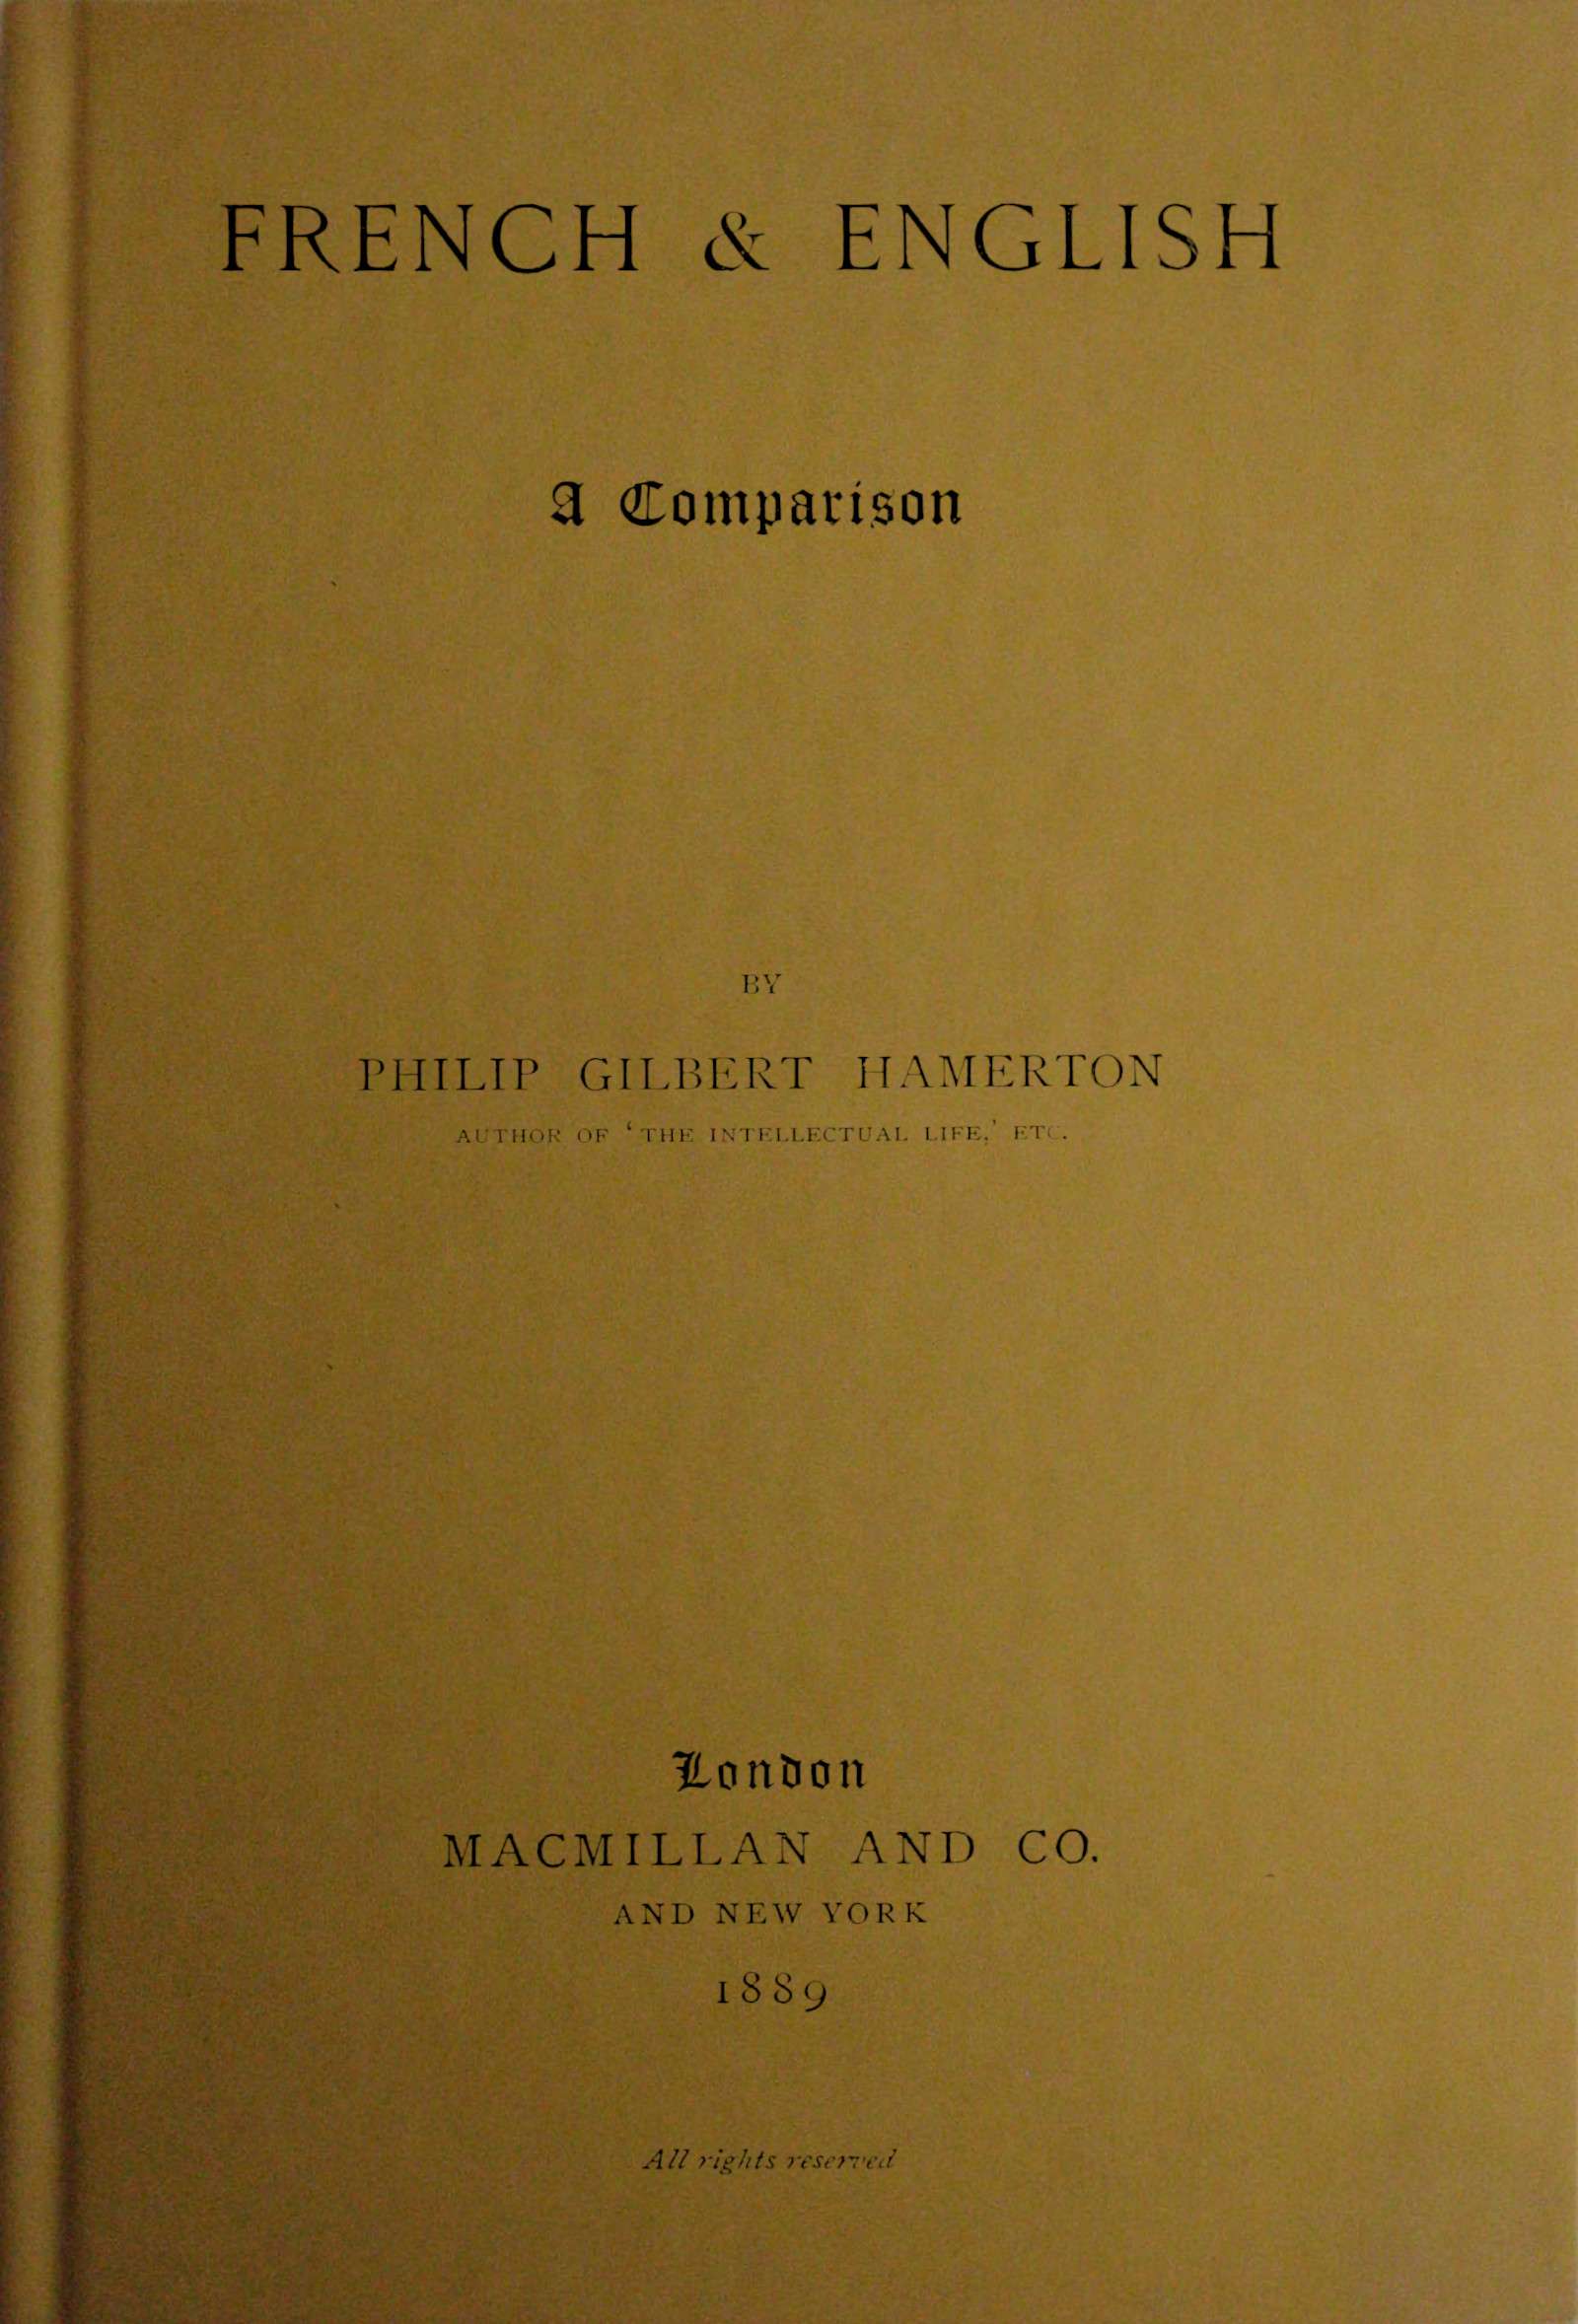 FRENCH & ENGLISH
A Comparison
BY
PHILIP GILBERT HAMERTON
AUTHOR OF ‘THE INTELLECTUAL LIFE,’ ETC.
London
MACMILLAN AND CO.
AND NEW YORK
1889
All rights reserved